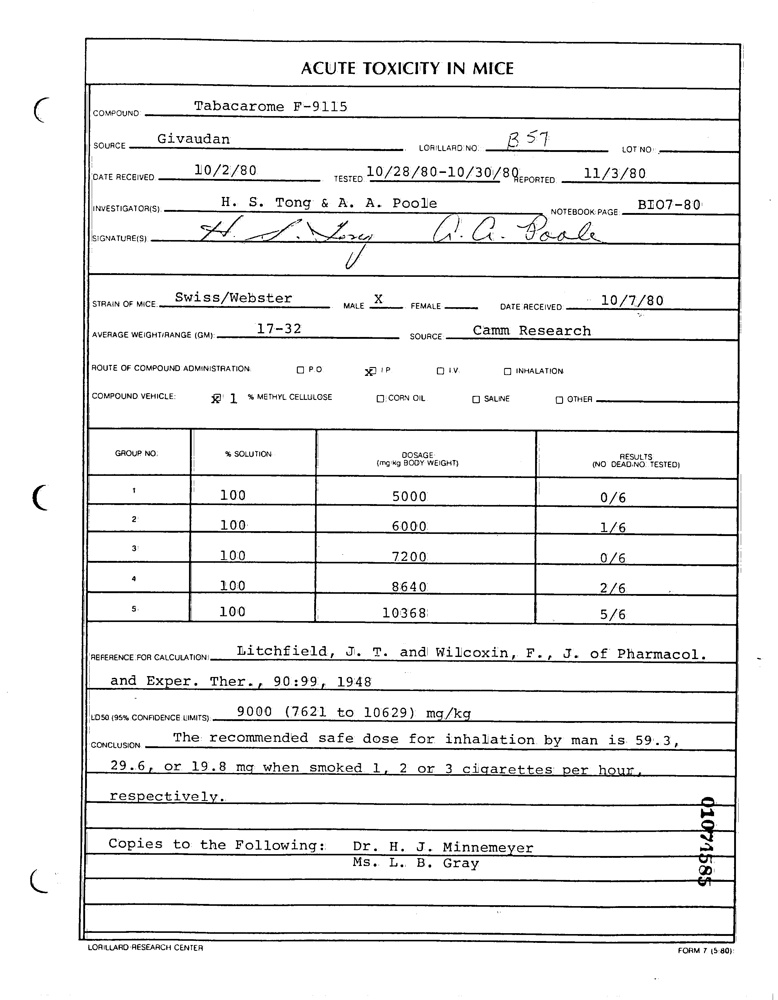 ACUTE TOXICITY IN MICE
COMPOUND Tabacarome F-9115
SOURCE Givaudan LORILLARD NO. B57 LOT NO.
DATE RECEIVED 10/2/80 TESTED 10/28/80-10/30/80 REPORTED 11/3/80
INVESTIGATOR(S) H. S. Tong & A. A. Poole NOTEBOOK PAGE BIO7-80
SIGNATURE(S) H. S. Tong A. A. Poole
STRAIN OF MICE Swiss/Webster MALE X FEMALE DATE RECEIVED 10/7/80
AVERAGE WEIGHT/RANGE (GM) 17-32 SOURCE Camm Research
ROUTE OF COMPOUND ADMINISTRATION ☐ P.O. ☒ I.P. ☐ I.V. ☐ INHALATION
COMPOUND VEHICLE: ☒ 1 % METHYL CELLULOSE ☐ CORN OIL ☐ SALINE ☐ OTHER
GROUP NO. % SOLUTION DOSAGE RESULTS
(mg/kg BODY WEIGHT) (NO. DEAD/NO. TESTED)
1 100 5000 0/6
2 100 6000 1/6
3 100 7200 0/6
4 100 8640 2/6
5 100 10368 5/6
REFERENCE FOR CALCULATION: Litchfield, J. T. and Wilcoxin, F., J. of Pharmacol.
and Exper. Ther., 90:99, 1948
LD50 (95% CONFIDENCE LIMITS): 9000 (7621 to 10629) mg/kg
CONCLUSION The recommended safe dose for inhalation by man is 59.3,
29.6, or 19.8 mg when smoked 1, 2 or 3 cigarettes per hour,
respectively.
Copies to the Following: Dr. H. J. Minnemeyer
Ms. L. B. Gray
01071585
LORILLARD RESEARCH CENTER FORM 7 (5-80)